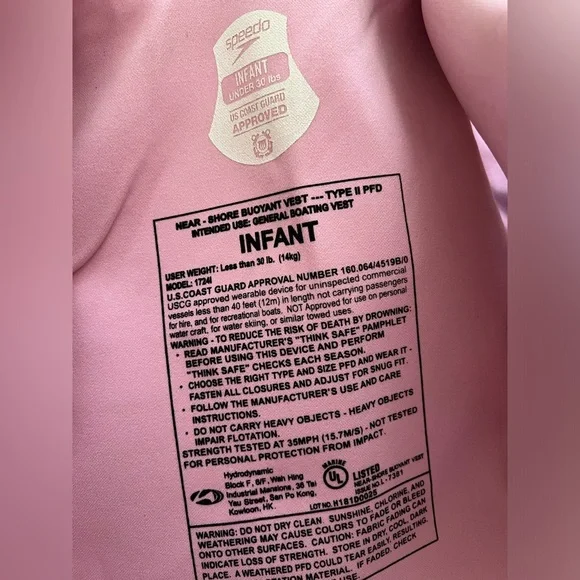 speedo
INFANT
UNDER 30 lbs
US COAST GUARD
APPROVED
NEAR - SHORE BUOYANT VEST --- TYPE II PFD
INTENDED USE: GENERAL BOATING VEST
INFANT
USER WEIGHT: Less than 30 lb. (14kg)
MODEL: 1724I
U.S.COAST GUARD APPROVAL NUMBER 160.064/4519B/0
USCG approved wearable device for uninspected commercial
vessels less than 40 feet (12m) in length not carrying passengers
for hire, and for recreational boats. NOT Approved for use on personal
water craft. for water skiing, or similar towed uses.
WARNING - TO REDUCE THE RISK OF DEATH BY DROWNING:
• READ MANUFACTURER'S "THINK SAFE" PAMPHLET
BEFORE USING THIS DEVICE AND PERFORM
"THINK SAFE" CHECKS EACH SEASON.
• CHOOSE THE RIGHT TYPE AND SIZE PFD AND WEAR IT -
FASTEN ALL CLOSURES AND ADJUST FOR SNUG FIT.
• FOLLOW THE MANUFACTURER'S USE AND CARE
INSTRUCTIONS.
• DO NOT CARRY HEAVY OBJECTS - HEAVY OBJECTS
IMPAIR FLOTATION.
STRENGTH TESTED AT 35MPH (15.7M/S) - NOT TESTED
FOR PERSONAL PROTECTION FROM IMPACT.
Hydrodynamic
Block F, 6/F, Wah Hing
Industrial Mansions, 36 Tai
Yau Street, San Po Kong,
Kowloon, HK.
MARINE
UL LISTED
NEAR-SHORE BUOYANT VEST
ISSUE NO. L-7381
LOT NO. H181D0025
WARNING: DO NOT DRY CLEAN. SUNSHINE, CHLORINE, AND
WEATHERING MAY CAUSE COLORS TO FADE OR BLEED
ONTO OTHER SURFACES. CAUTION: FABRIC FADING CAN
INDICATE LOSS OF STRENGTH. STORE IN DRY, COOL, DARK
PLACE. A WEATHERED PFD COULD TEAR EASILY, RESULTING
MATERIAL. IF FADED, CHECK
USE.